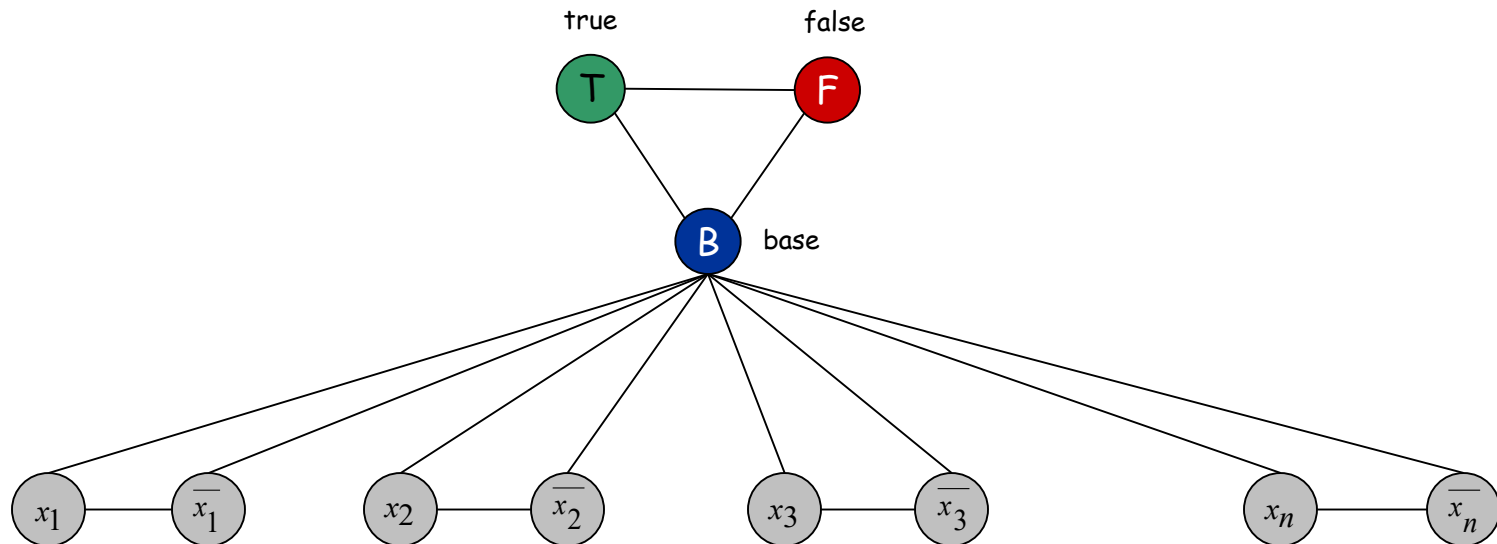 true false
T F
B base
x1 x̅1 x2 x̅2 x3 x̅3 xn x̅n